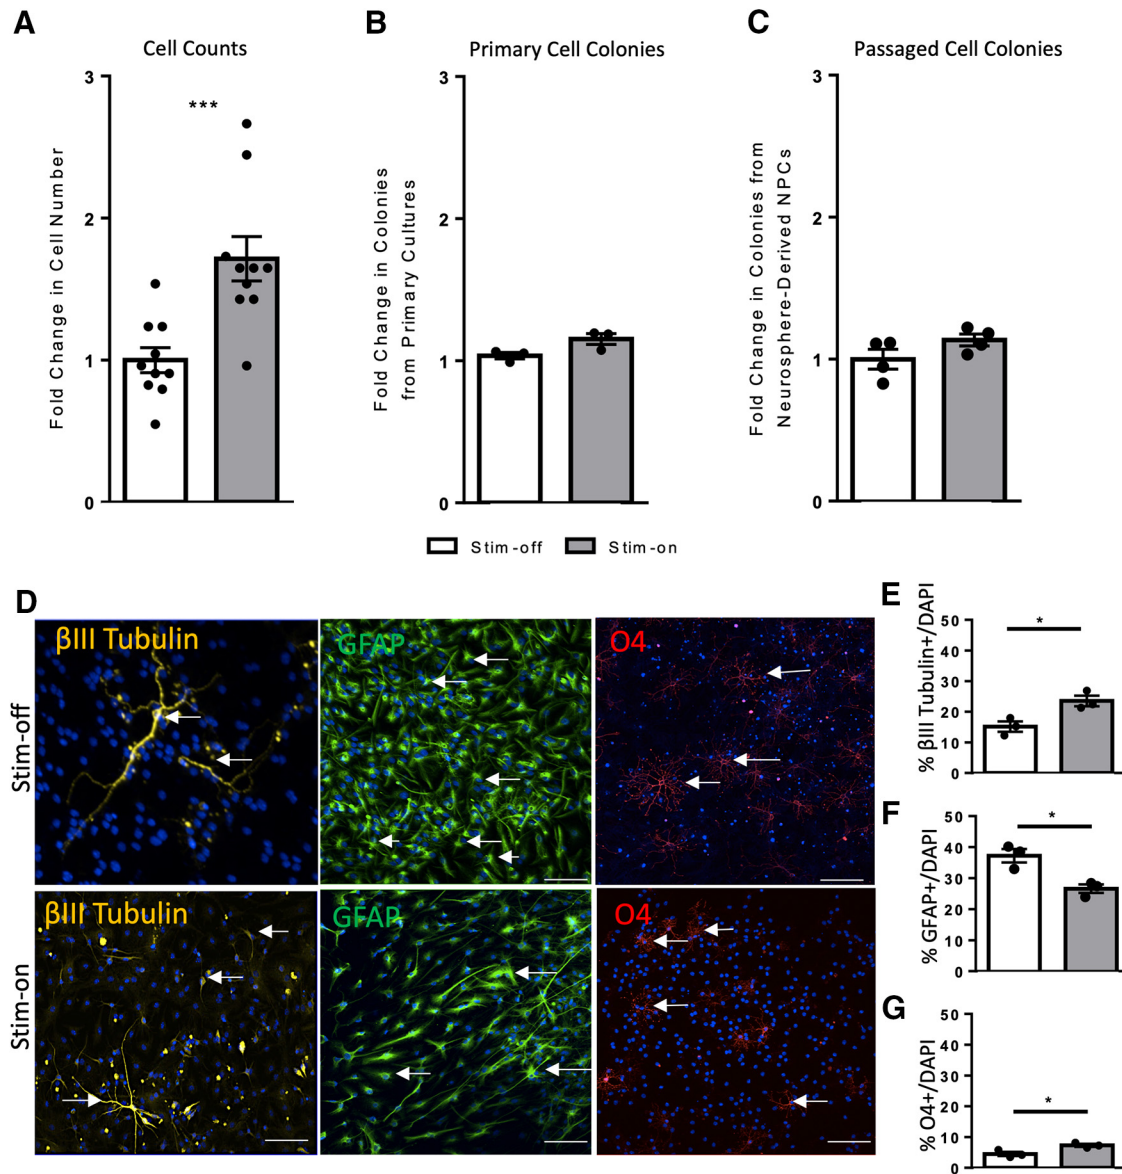 A
Cell Counts
Fold Change in Cell Number
3
2
1
0
***
B
Primary Cell Colonies
Fold Change in Colonies
from Primary Cultures
3
2
1
0
C
Passaged Cell Colonies
Fold Change in Colonies from
Neurosphere-Derived NPCs
3
2
1
0
Stim-off
Stim-on
D
Stim-off
βIII Tubulin
GFAP
O4
Stim-on
βIII Tubulin
GFAP
O4
E
% βIII Tubulin+/DAPI
50
40
30
20
10
0
*
F
% GFAP+/DAPI
50
40
30
20
10
0
*
G
% O4+/DAPI
50
40
30
20
10
0
*